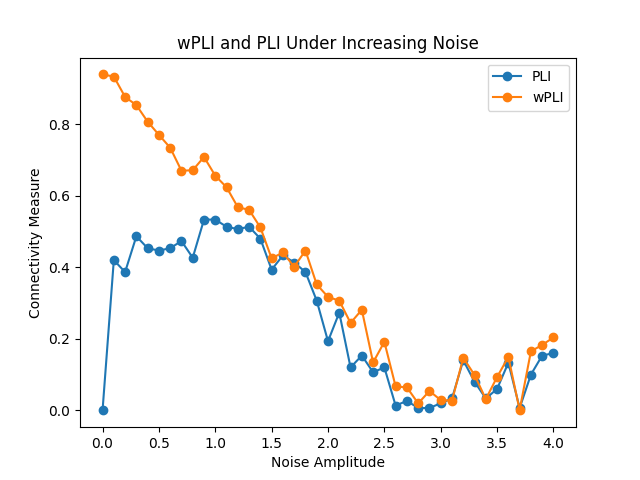 wPLI and PLI Under Increasing Noise
PLI
wPLI
Connectivity Measure
0.8
0.6
0.4
0.2
0.0
0.0 0.5 1.0 1.5 2.0 2.5 3.0 3.5 4.0
Noise Amplitude